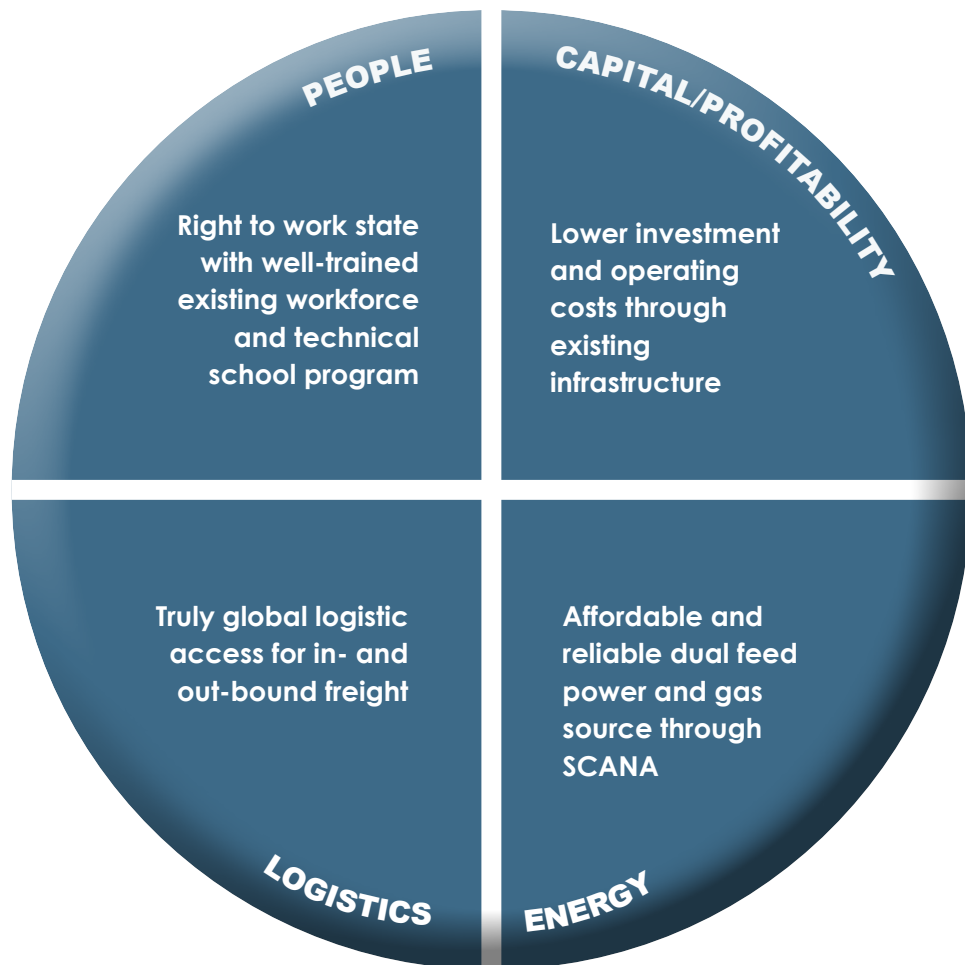 PEOPLE
Right to work state
with well-trained
existing workforce
and technical
school program
CAPITAL/PROFITABILITY
Lower investment
and operating
costs through
existing
infrastructure
Truly global logistic
access for in- and
out-bound freight
LOGISTICS
Affordable and
reliable dual feed
power and gas
source through
SCANA
ENERGY